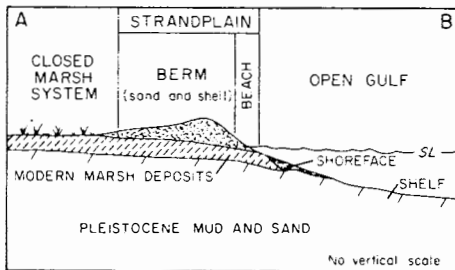 A
STRANDPLAIN
B
CLOSED
MARSH
SYSTEM
BERM
(sand and shell)
BEACH
OPEN GULF
SL
SHOREFACE
MODERN MARSH DEPOSITS
SHELF
PLEISTOCENE MUD AND SAND
No vertical scale